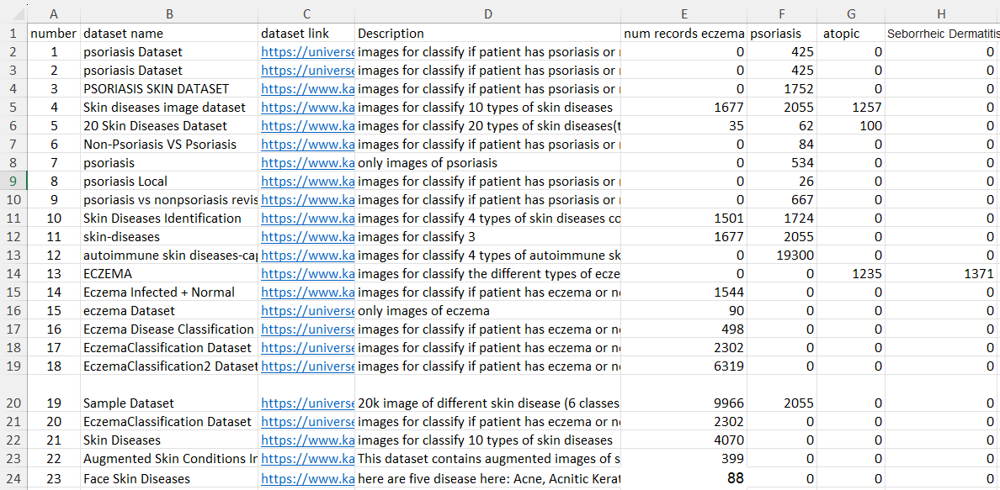 A B C D E F G H
1 number dataset name dataset link Description num records eczema psoriasis atopic Seborrheic Dermatitis
2 1 psoriasis Dataset https://universe images for classify if patient has psoriasis or 0 425 0 0
3 2 psoriasis Dataset https://universe images for classify if patient has psoriasis or 0 425 0 0
4 3 PSORIASIS SKIN DATASET https://www.ka images for classify if patient has psoriasis or 0 1752 0 0
5 4 Skin diseases image dataset https://www.ka images for classify 10 types of skin diseases 1677 2055 1257 0
6 5 20 Skin Diseases Dataset https://www.ka images for classify 20 types of skin diseases(t 35 62 100 0
7 6 Non-Psoriasis VS Psoriasis https://www.ka images for classify if patient has psoriasis or 0 84 0 0
8 7 psoriasis https://www.ka only images of psoriasis 0 534 0 0
9 8 psoriasis Local https://www.ka images for classify if patient has psoriasis or 0 26 0 0
10 9 psoriasis vs nonpsoriasis revis https://www.ka images for classify if patient has psoriasis or 0 667 0 0
11 10 Skin Diseases Identification https://www.ka images for classify 4 types of skin diseases co 1501 1724 0 0
12 11 skin-diseases https://www.ka images for classify 3 1677 2055 0 0
13 12 autoimmune skin diseases-cap https://www.ka images for classify 4 types of autoimmune sk 0 19300 0 0
14 13 ECZEMA https://www.ka images for classify the different types of ecze 0 0 1235 1371
15 14 Eczema Infected + Normal https://www.ka images for classify if patient has eczema or no 1544 0 0 0
16 15 eczema Dataset https://universe only images of eczema 90 0 0 0
17 16 Eczema Disease Classification https://universe images for classify if patient has eczema or no 498 0 0 0
18 17 EczemaClassification Dataset https://universe images for classify if patient has eczema or no 2302 0 0 0
19 18 EczemaClassification2 Dataset https://universe images for classify if patient has eczema or no 6319 0 0 0
20 19 Sample Dataset https://universe 20k image of different skin disease (6 classes 9966 2055 0 0
21 20 EczemaClassification Dataset https://universe images for classify if patient has eczema or no 2302 0 0 0
22 21 Skin Diseases https://www.ka images for classify 10 types of skin diseases 4070 0 0 0
23 22 Augmented Skin Conditions Ir https://www.ka This dataset contains augmented images of s 399 0 0 0
24 23 Face Skin Diseases https://www.ka here are five disease here: Acne, Acnitic Kerat 88 0 0 0